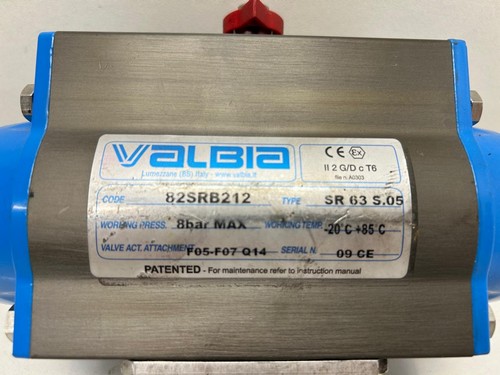 VALBIA
Lumezzane (BS) Italy - www.valbia.it
CE Ex
II 2 G/D c T6
file n. A0303
CODE 82SRB212 TYPE SR 63 S.05
WORKING PRESS. 8bar MAX WORKING TEMP. -20°C +85°C
VALVE ACT. ATTACHMENT F05-F07 Q14 SERIAL N. 09 CE
PATENTED - For maintenance refer to instruction manual